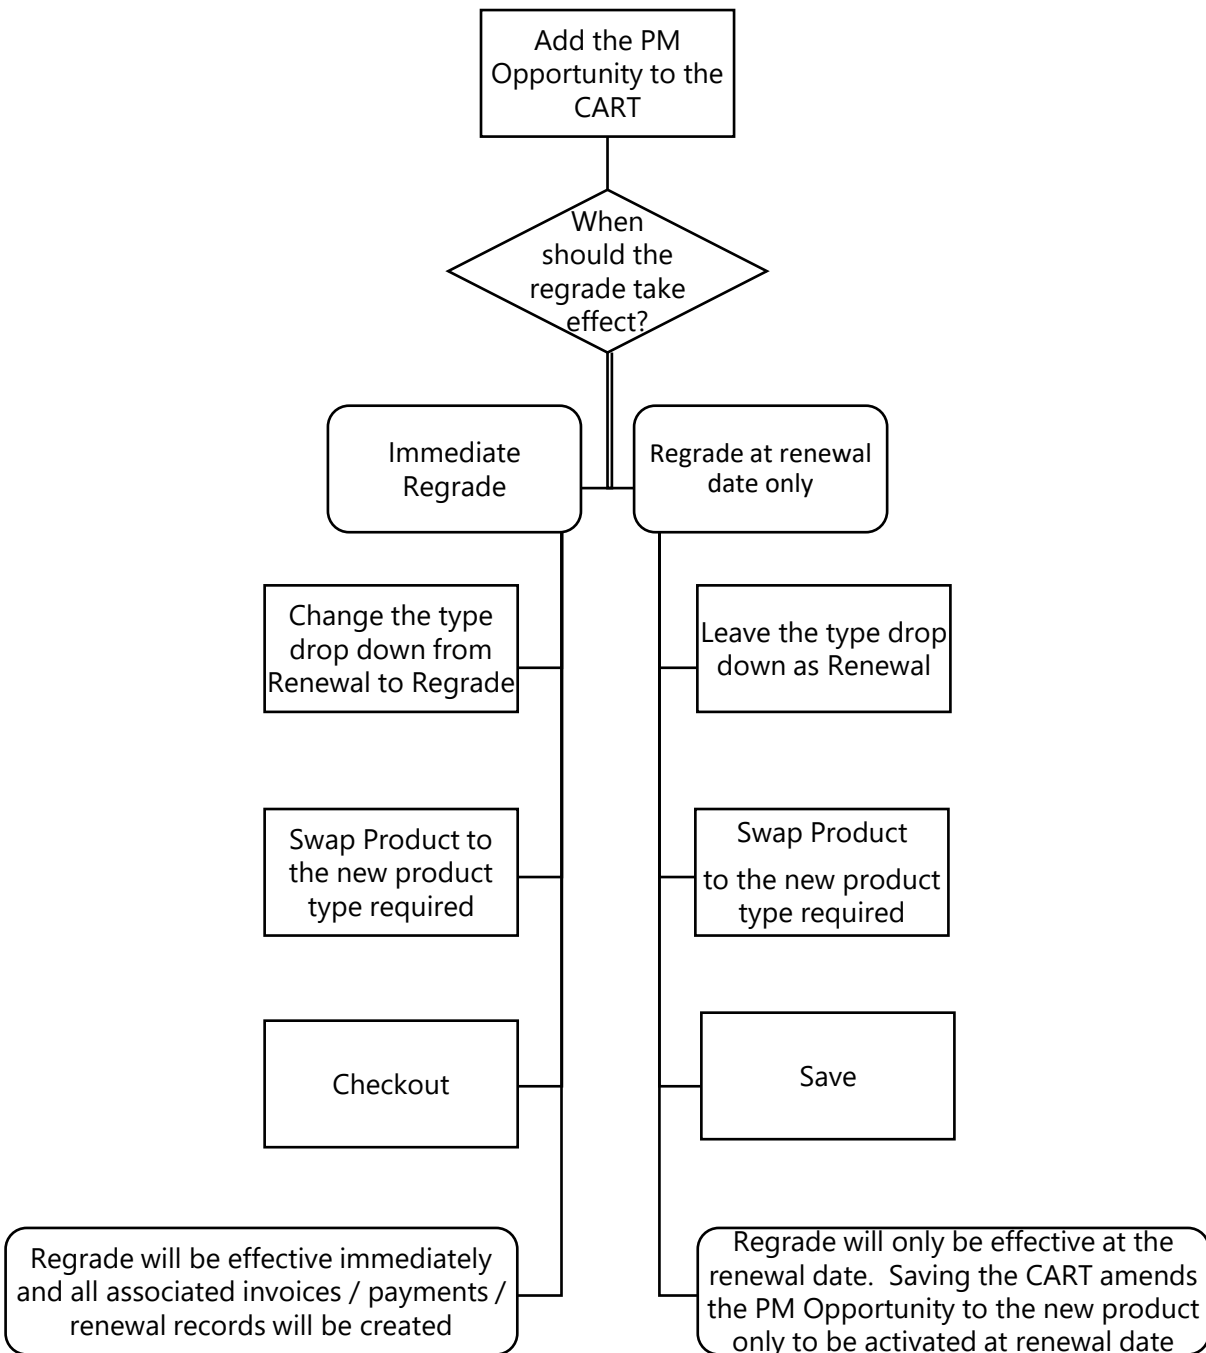 Add the PM
Opportunity to the
CART
When
should the
regrade take
effect?
Immediate
Regrade
Regrade at renewal
date only
Change the type
drop down from
Renewal to Regrade
Leave the type drop
down as Renewal
Swap Product to
the new product
type required
Swap Product
to the new product
type required
Checkout
Save
Regrade will be effective immediately
and all associated invoices / payments /
renewal records will be created
Regrade will only be effective at the
renewal date.  Saving the CART amends
the PM Opportunity to the new product
only to be activated at renewal date